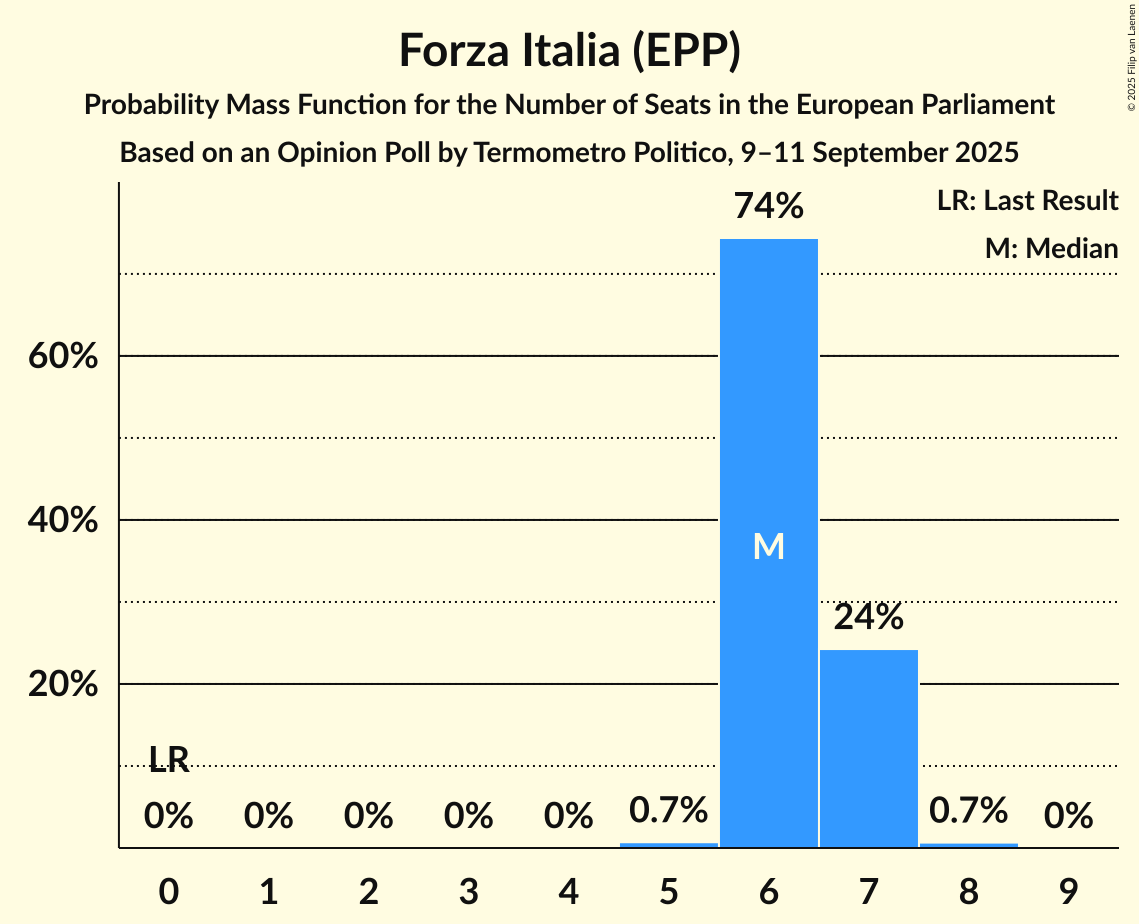 Forza Italia (EPP)
Probability Mass Function for the Number of Seats in the European Parliament
Based on an Opinion Poll by Termometro Politico, 9–11 September 2025
© 2025 Filip van Laenen
LR: Last Result
M: Median
74%
60%
40%
M
24%
20%
LR
0% 0% 0% 0% 0% 0.7% 0.7% 0%
0 1 2 3 4 5 6 7 8 9